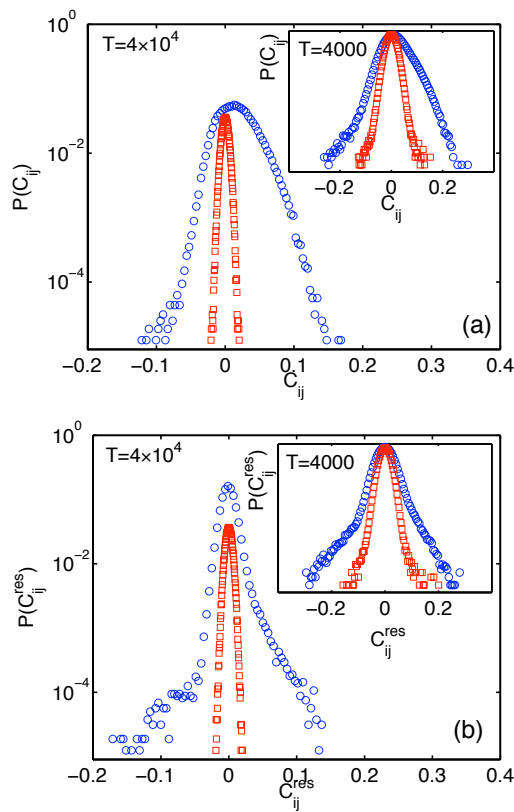 10^0
T=4×10^4
T=4000
P(C_ij)
−0.2 0 0.2
C_ij
10^−2
P(C_ij)
10^−4
(a)
−0.2 −0.1 0 0.1 0.2 0.3 0.4
C_ij
10^0
T=4×10^4
T=4000
P(C_ij^res)
−0.2 0 0.2
C_ij^res
10^−2
P(C_ij^res)
10^−4
(b)
−0.2 −0.1 0 0.1 0.2 0.3 0.4
C_ij^res